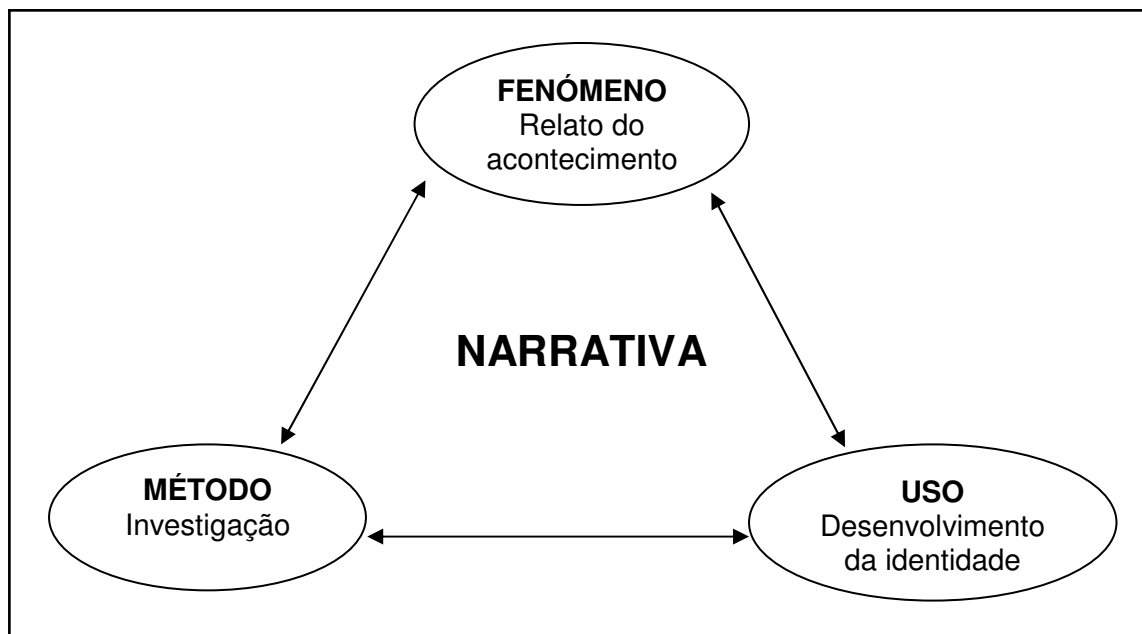 FENÓMENO
Relato do
acontecimento
NARRATIVA
MÉTODO
Investigação
USO
Desenvolvimento
da identidade